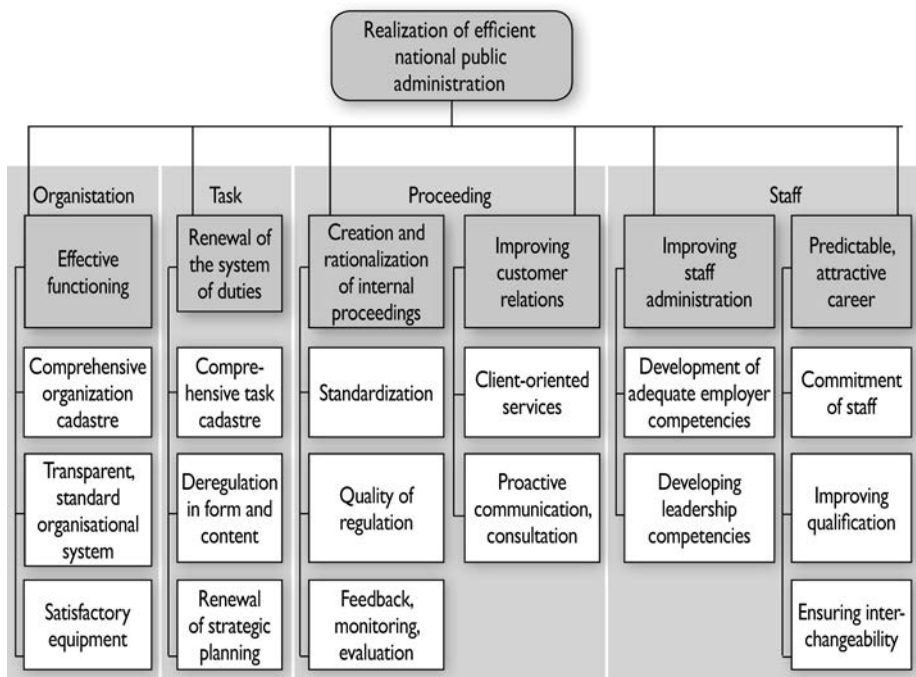 Realization of efficient
national public
administration
Organistation
Task
Proceeding
Staff
Effective
functioning
Renewal of
the system
of duties
Creation and
rationalization
of internal
proceedings
Improving
customer
relations
Improving
staff
administration
Predictable,
attractive
career
Comprehensive
organization
cadastre
Compre-
hensive task
cadastre
Standardization
Client-oriented
services
Development of
adequate employer
competencies
Commitment
of staff
Transparent,
standard
organisational
system
Deregulation
in form and
content
Quality of
regulation
Proactive
communication,
consultation
Developing
leadership
competencies
Improving
qualification
Satisfactory
equipment
Renewal
of strategic
planning
Feedback,
monitoring,
evaluation
Ensuring inter-
changeability